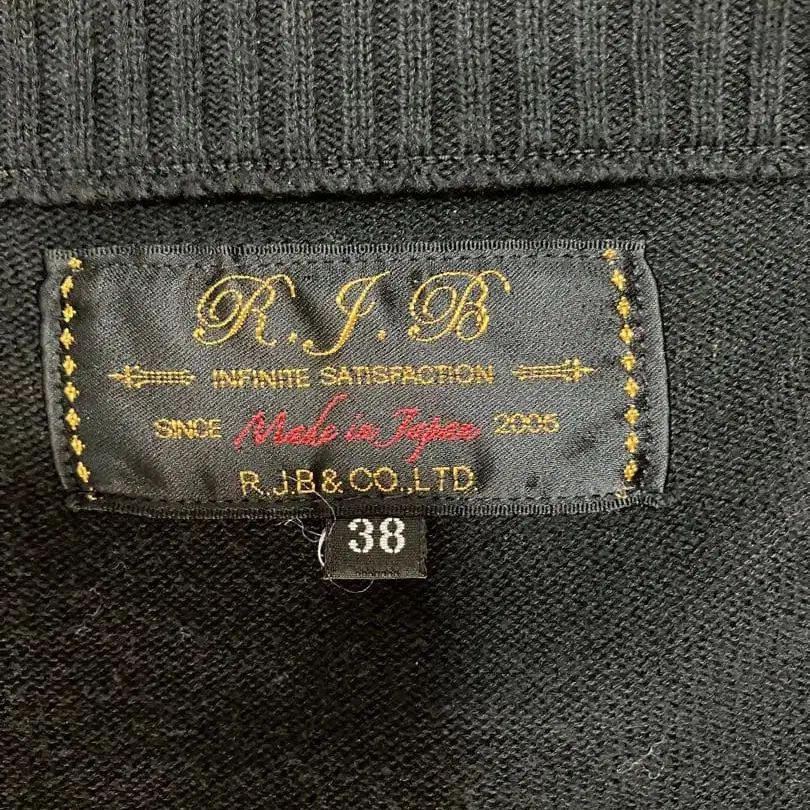 R.J.B
INFINITE SATISFACTION
SINCE Made in Japan 2005
R.J.B & CO.,LTD
38